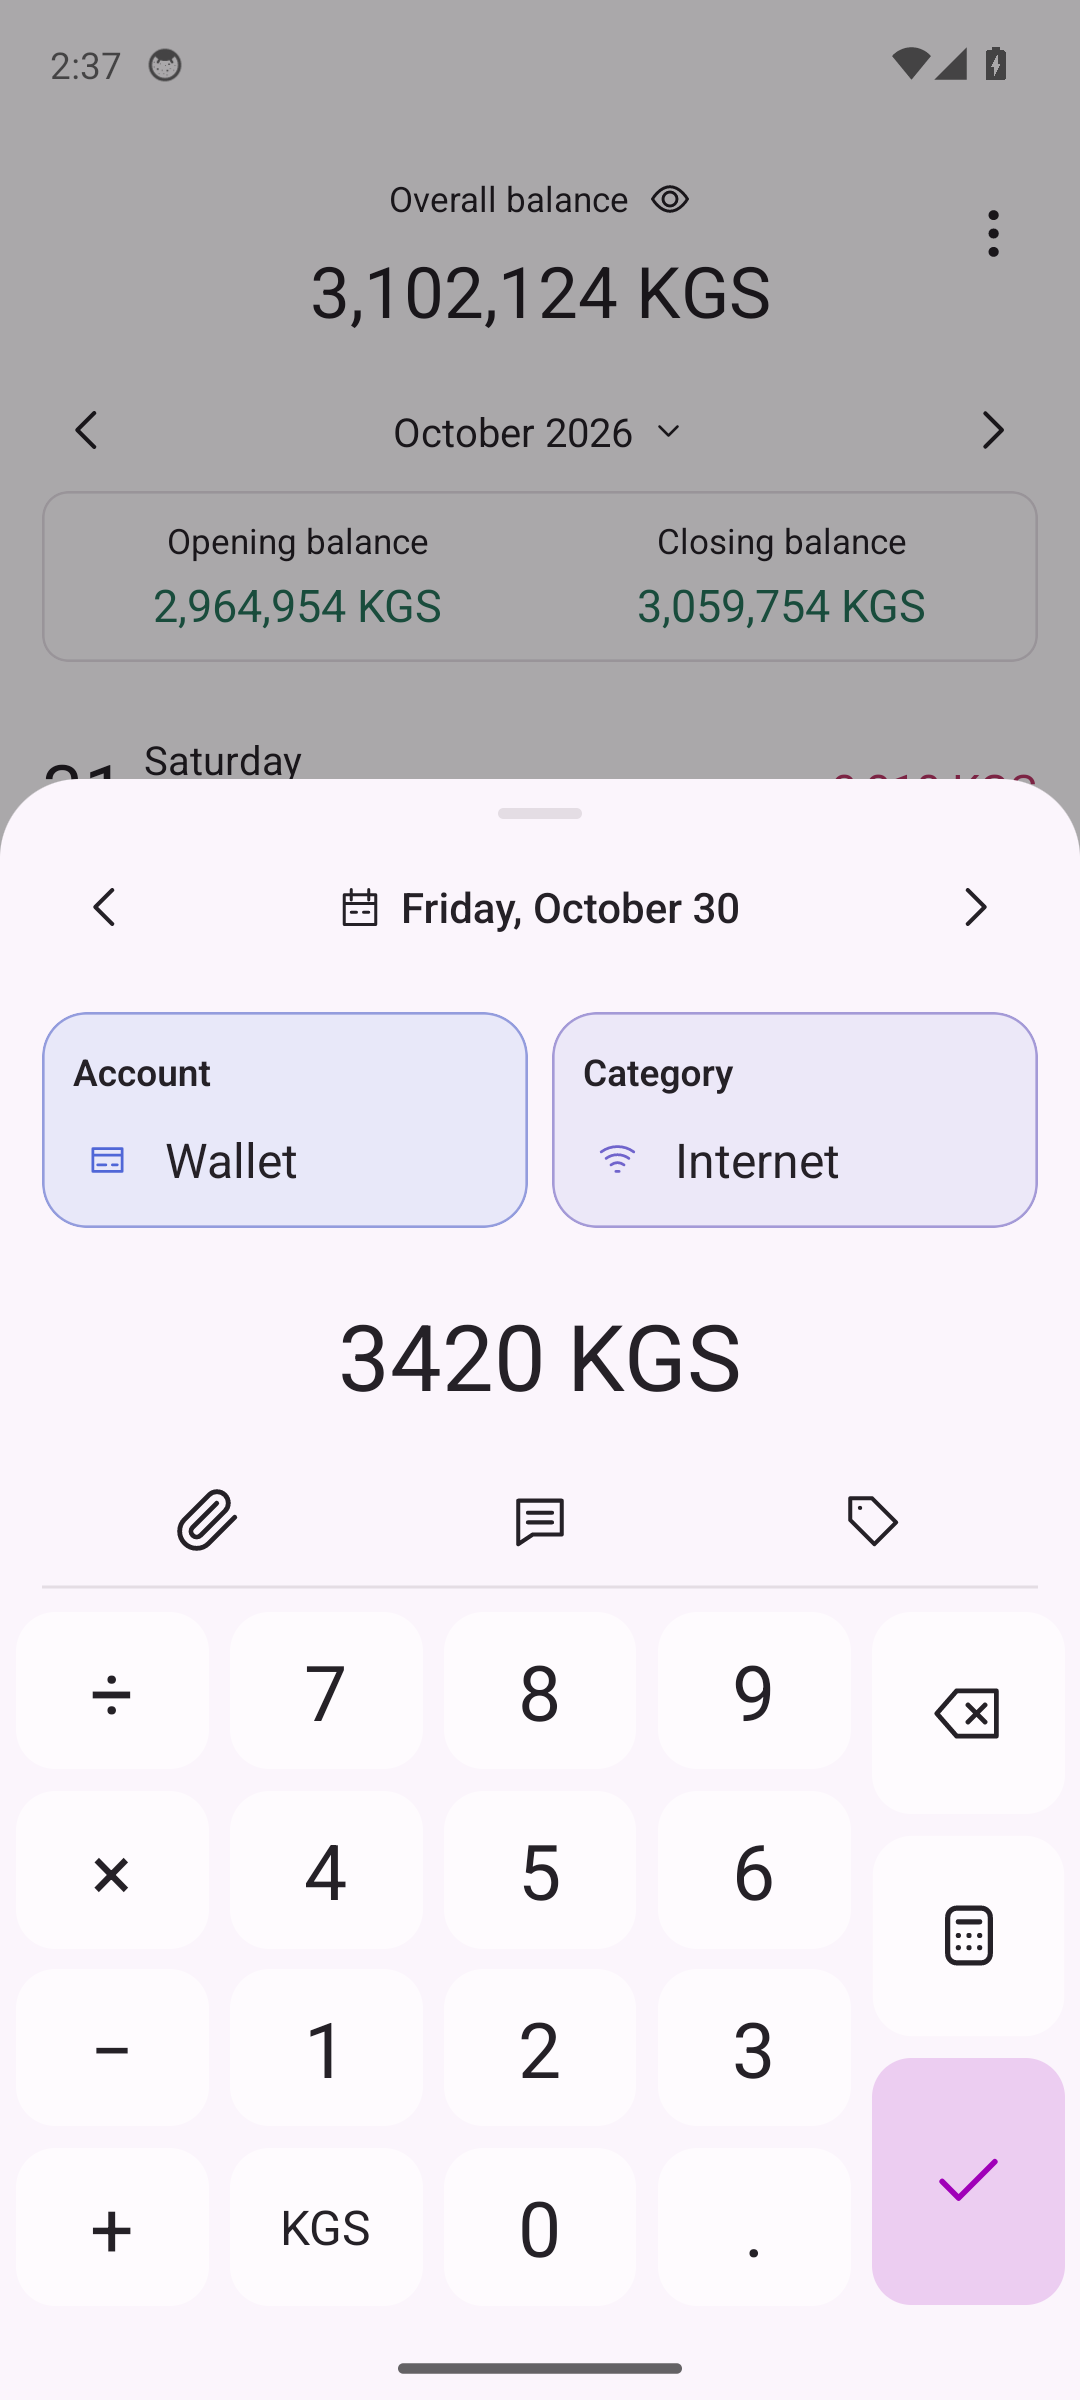 2:37
Overall balance
3,102,124 KGS
October 2026
Opening balance
Closing balance
2,964,954 KGS
3,059,754 KGS
Saturday
Friday, October 30
Account
Category
Wallet
Internet
3420 KGS
÷ 7 8 9
× 4 5 6
− 1 2 3
+ KGS 0 .